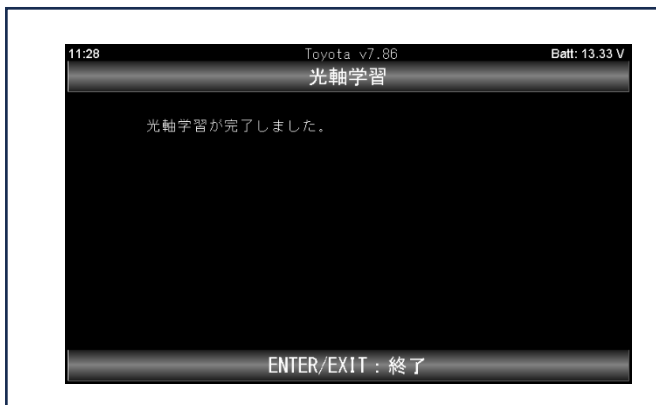 11:28 Toyota v7.86 Batt: 13.33 V
光軸学習
光軸学習が完了しました。
ENTER/EXIT : 終了